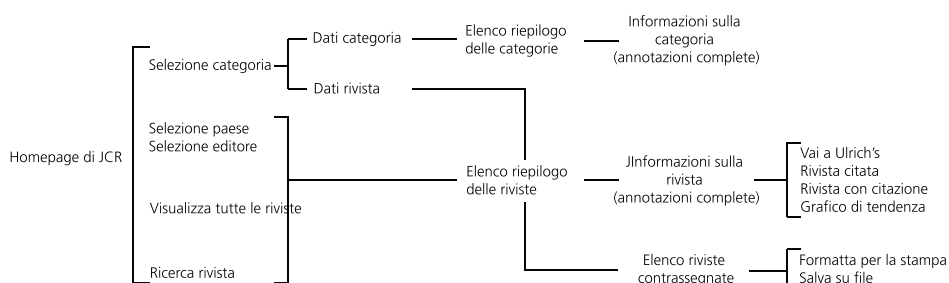 Homepage di JCR
Selezione categoria
Dati categoria
Dati rivista
Elenco riepilogo
delle categorie
Informazioni sulla
categoria
(annotazioni complete)
Selezione paese
Selezione editore
Visualizza tutte le riviste
Ricerca rivista
Elenco riepilogo
delle riviste
JInformazioni sulla
rivista
(annotazioni complete)
Vai a Ulrich’s
Rivista citata
Rivista con citazione
Grafico di tendenza
Elenco riviste
contrassegnate
Formatta per la stampa
Salva su file